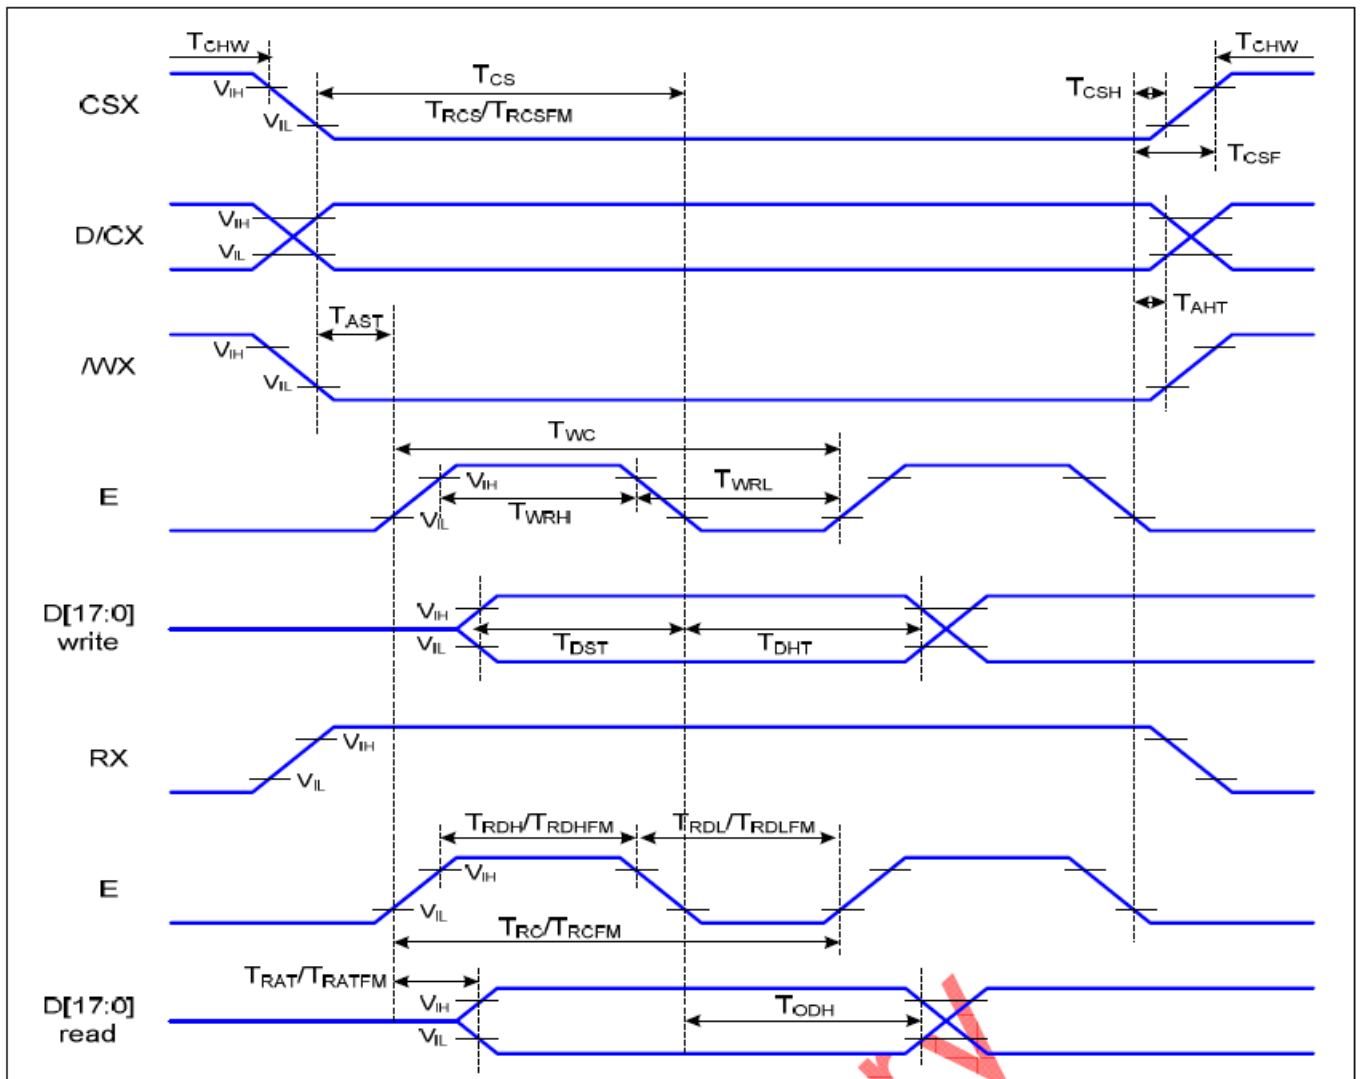 TCHW TCHW
TCS
CSX VIH TCSH
TRCS/TRCSFM
VIL
TCSF
VIH
D/CX
VIL
TAST TAHT
VIH
/WX
VIL
TWC
VIH TWRL
E
TWRH
VIL
D[17:0] VIH
write VIL TDST TDHT
VIH
RX
VIL
TRDH/TRDHFM TRDL/TRDLFM
VIH
E
VIL
TRC/TRCFM
TRAT/TRATFM
D[17:0] VIH TODH
read VIL